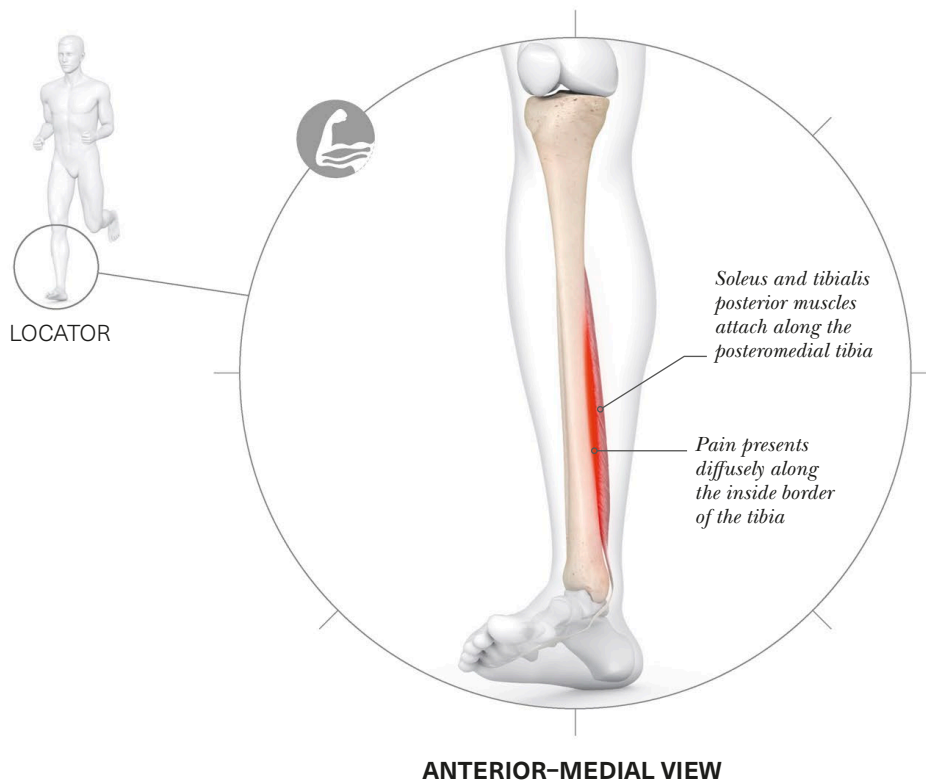 LOCATOR
Soleus and tibialis
posterior muscles
attach along the
posteromedial tibia
Pain presents
diffusely along
the inside border
of the tibia
ANTERIOR–MEDIAL VIEW